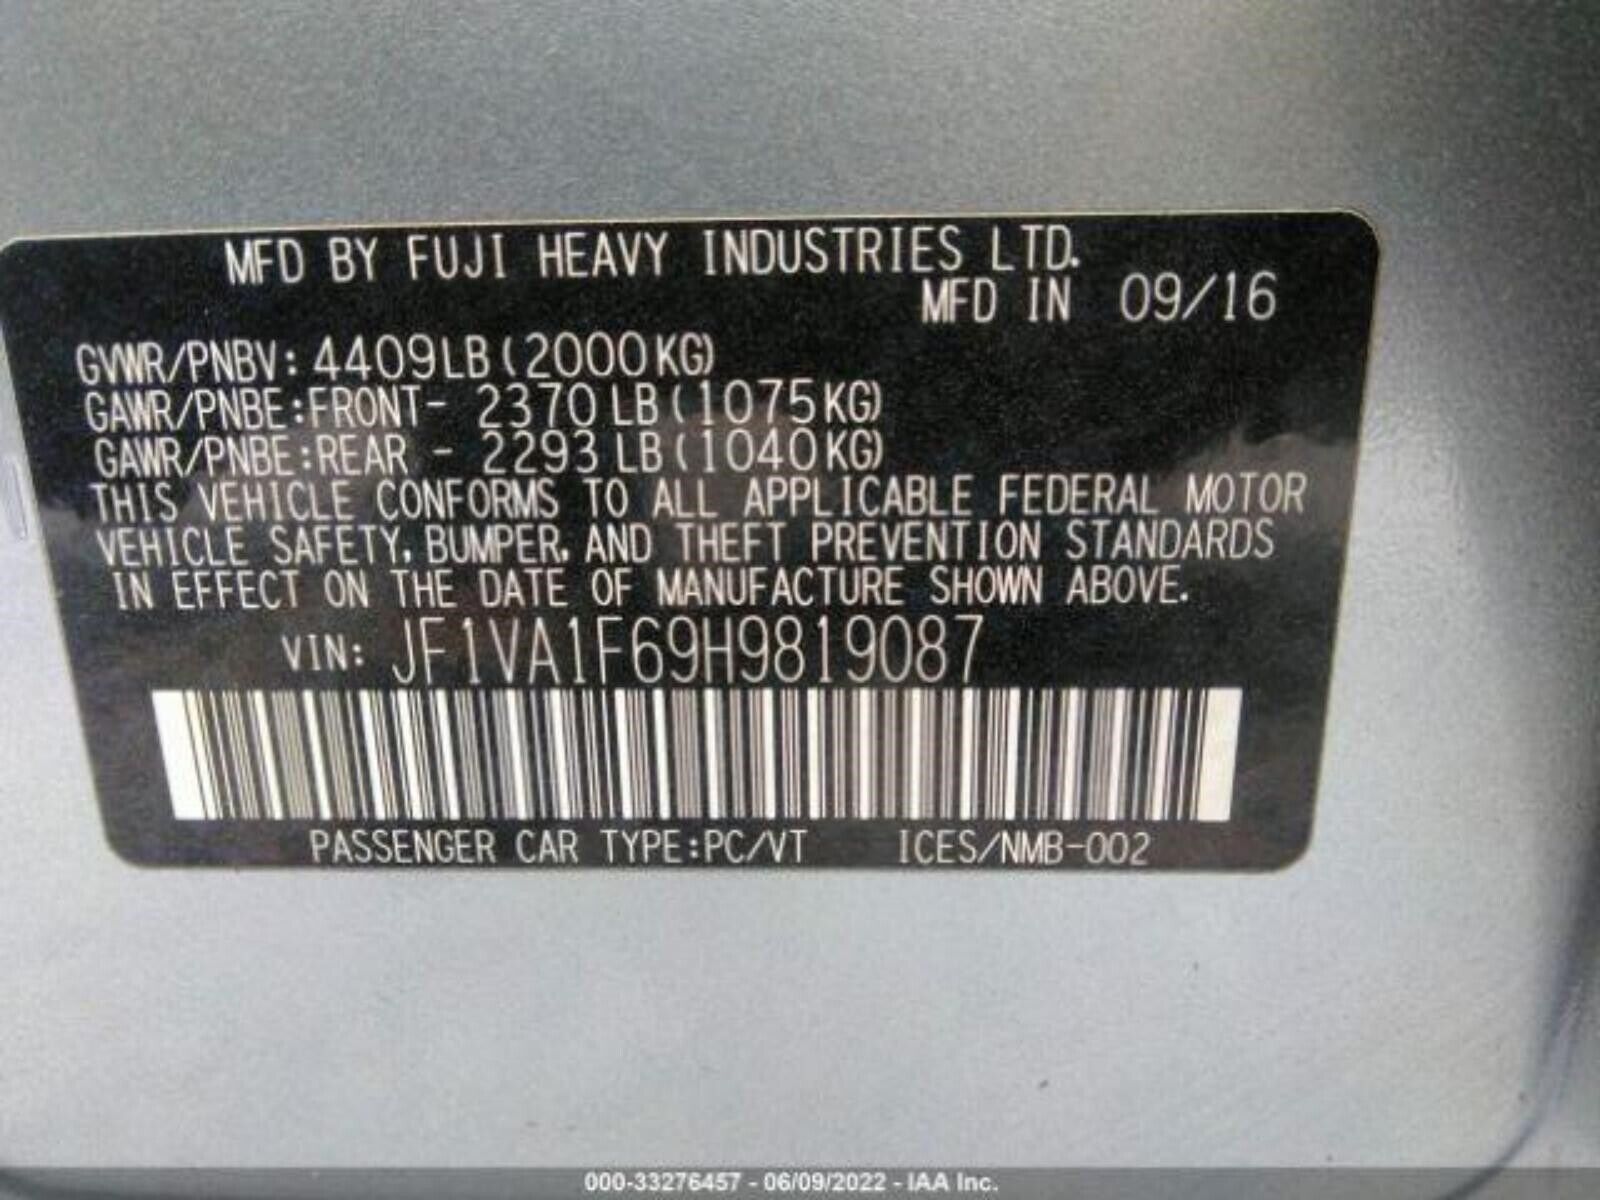 MFD BY FUJI HEAVY INDUSTRIES LTD.
MFD IN 09/16
GVWR/PNBV: 4409LB(2000KG)
GAWR/PNBE:FRONT- 2370LB(1075KG)
GAWR/PNBE:REAR - 2293LB(1040KG)
THIS VEHICLE CONFORMS TO ALL APPLICABLE FEDERAL MOTOR
VEHICLE SAFETY, BUMPER, AND THEFT PREVENTION STANDARDS
IN EFFECT ON THE DATE OF MANUFACTURE SHOWN ABOVE.
VIN: JF1VA1F69H9819087
PASSENGER CAR TYPE:PC/VT ICES/NMB-002
000-33276457 - 06/09/2022 - IAA Inc.